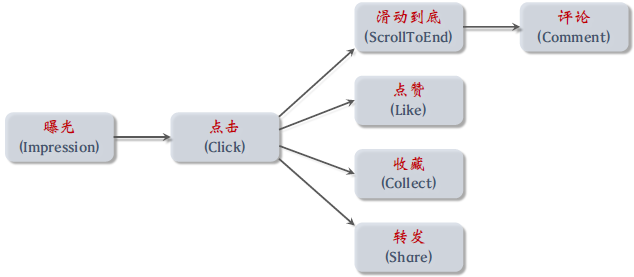 曝光
(Impression)
点击
(Click)
滑动到底
(ScrollToEnd)
评论
(Comment)
点赞
(Like)
收藏
(Collect)
转发
(Share)